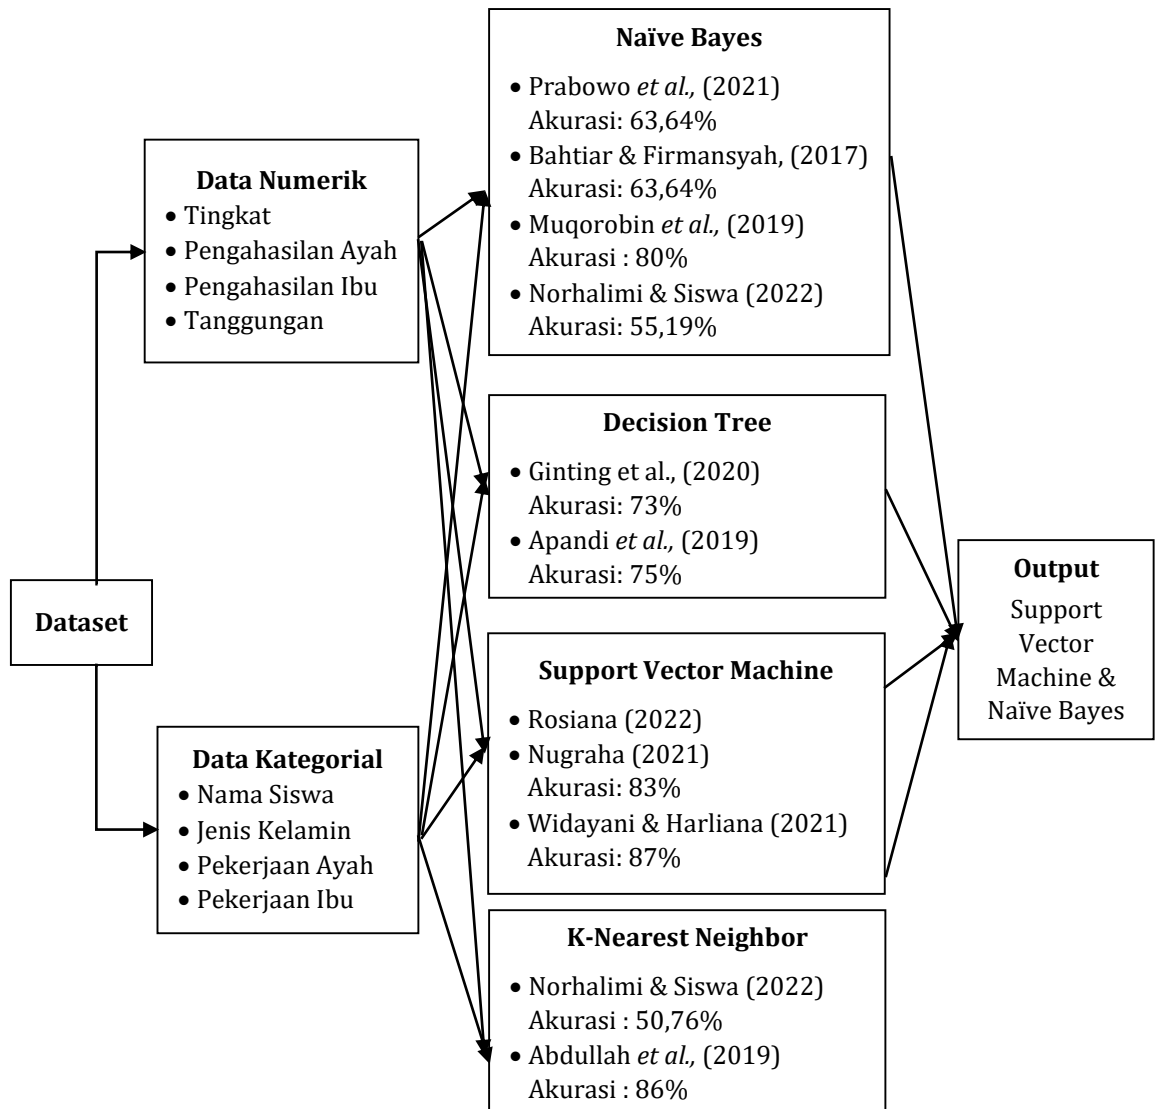 Dataset
Data Numerik
• Tingkat
• Pengahasilan Ayah
• Pengahasilan Ibu
• Tanggungan
Data Kategorial
• Nama Siswa
• Jenis Kelamin
• Pekerjaan Ayah
• Pekerjaan Ibu
Naïve Bayes
• Prabowo et al., (2021)
Akurasi: 63,64%
• Bahtiar & Firmansyah, (2017)
Akurasi: 63,64%
• Muqorobin et al., (2019)
Akurasi : 80%
• Norhalimi & Siswa (2022)
Akurasi: 55,19%
Decision Tree
• Ginting et al., (2020)
Akurasi: 73%
• Apandi et al., (2019)
Akurasi: 75%
Support Vector Machine
• Rosiana (2022)
• Nugraha (2021)
Akurasi: 83%
• Widayani & Harliana (2021)
Akurasi: 87%
K-Nearest Neighbor
• Norhalimi & Siswa (2022)
Akurasi : 50,76%
• Abdullah et al., (2019)
Akurasi : 86%
Output
Support
Vector
Machine &
Naïve Bayes